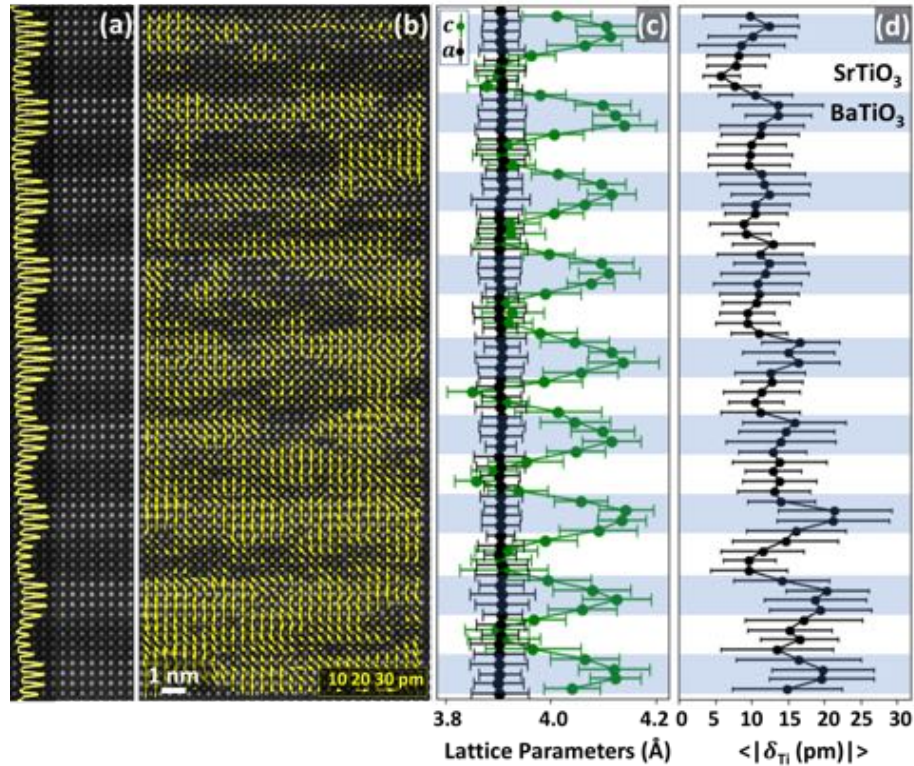 (a)
(b)
c
a
(c)
(d)
SrTiO₃
BaTiO₃
1 nm
10 20 30 pm
3.8 4.0 4.2 0 5 10 15 20 25 30
Lattice Parameters (Å) <|δTi (pm)|>